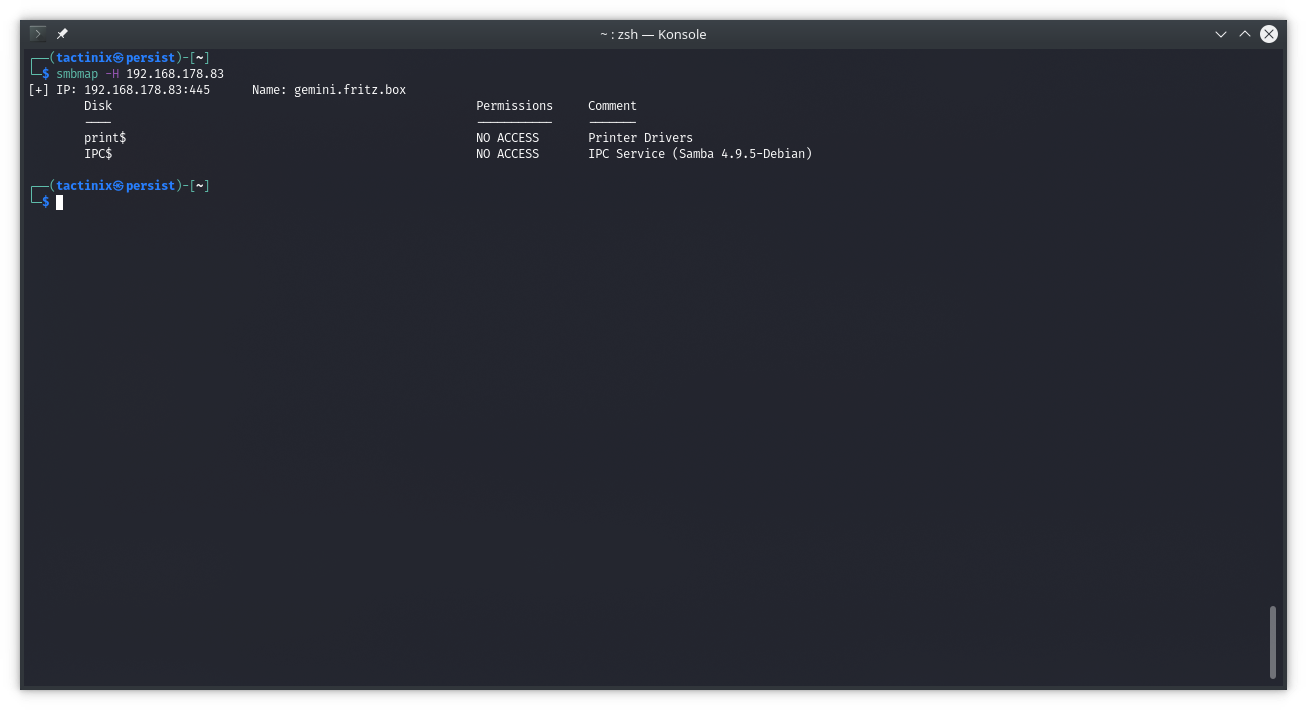 ~ : zsh — Konsole
┌──(tactinix㉿persist)-[~]
└─$ smbmap -H 192.168.178.83
[+] IP: 192.168.178.83:445 Name: gemini.fritz.box
Disk Permissions Comment
---- ----------- -------
print$ NO ACCESS Printer Drivers
IPC$ NO ACCESS IPC Service (Samba 4.9.5-Debian)
┌──(tactinix㉿persist)-[~]
└─$